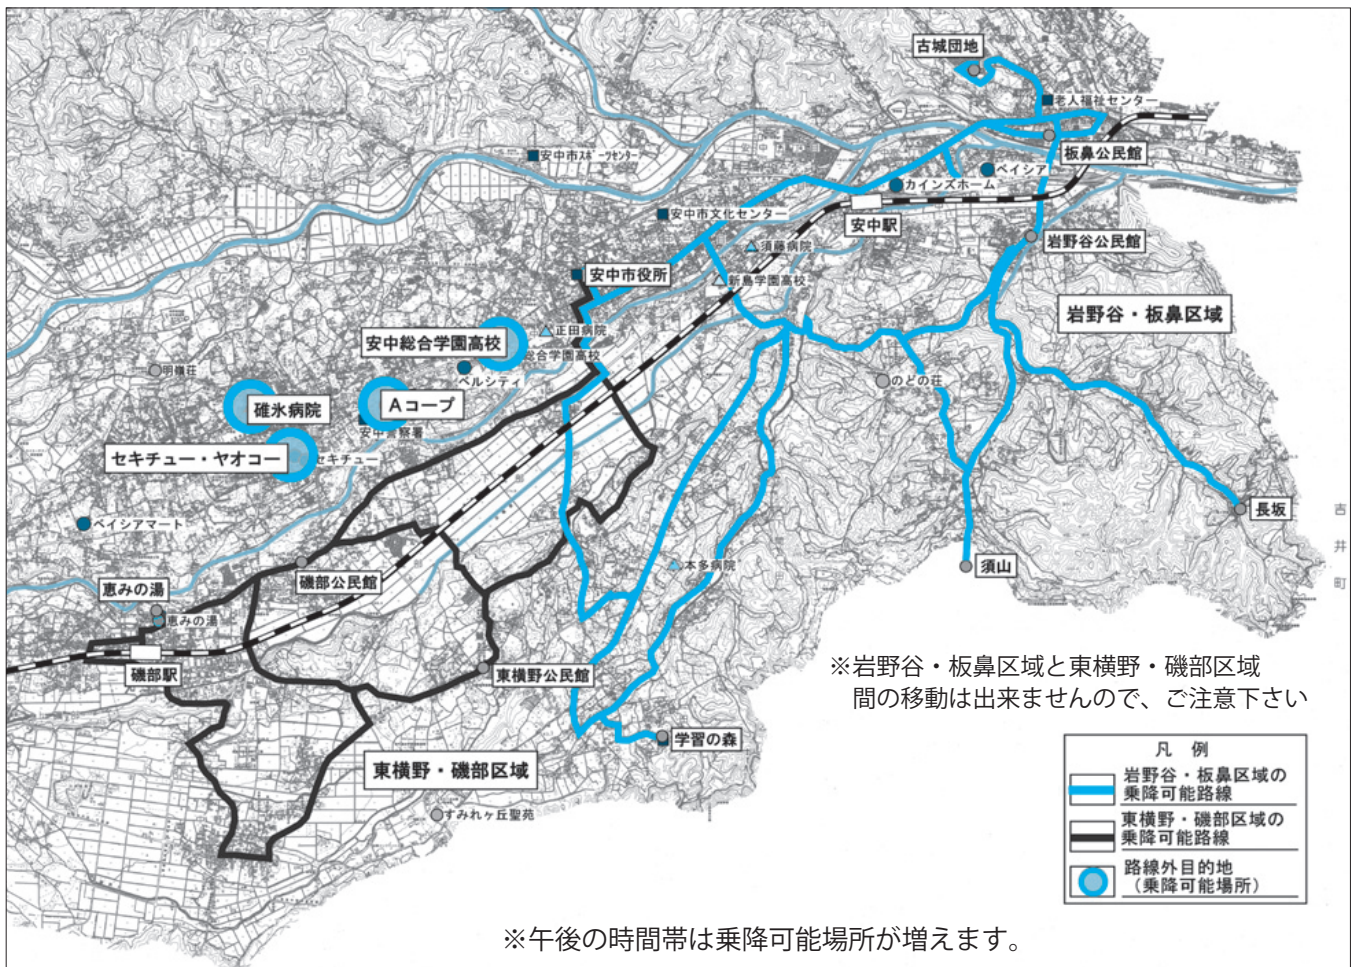 古城団地
老人福祉センター
安中市スポーツセンター
板鼻公民館
ベイシア
カインズホーム
安中市文化センター
安中駅
岩野谷公民館
須藤病院
安中市役所
新島学園高校
岩野谷・板鼻区域
正田病院
安中総合学園高校
総合学園高校
明嶺荘
ベルシティ
のどの荘
碓氷病院
Aコープ
安中警察署
セキチュー・ヤオコー
セキチュー
長坂
ベイシアマート
吉井町
磯部公民館
本多病院
須山
恵みの湯
恵みの湯
磯部駅
東横野公民館
※岩野谷・板鼻区域と東横野・磯部区域
間の移動は出来ませんので、ご注意下さい
学習の森
東横野・磯部区域
すみれヶ丘聖苑
凡 例
岩野谷・板鼻区域の
乗降可能路線
東横野・磯部区域の
乗降可能路線
路線外目的地
(乗降可能場所)
※午後の時間帯は乗降可能場所が増えます。